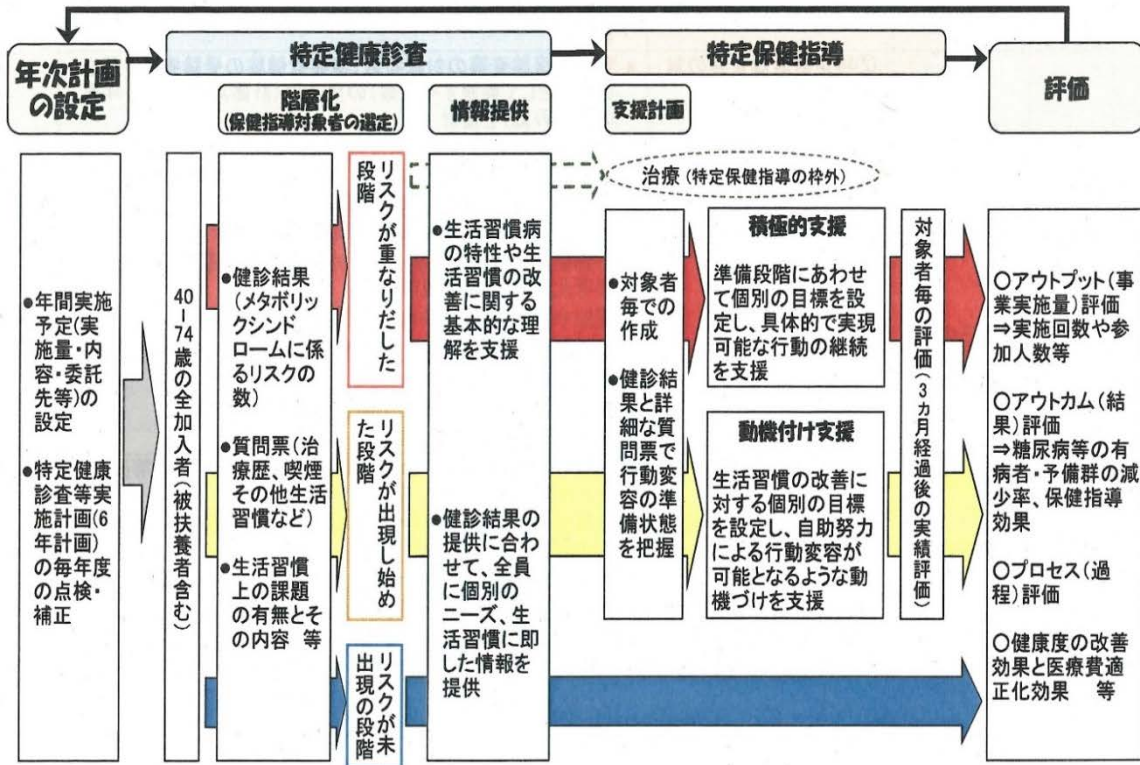 年次計画
の設定
特定健康診査
特定保健指導
評価
階層化
(保健指導対象者の選定)
情報提供
支援計画
●年間実施
予定(実
施量・内
容・委託
先等)の
設定
●特定健康
診査等実
施計画(6
年計画)
の毎年度
の点検・
補正
40-74歳の全加入者(被扶養者含む)
●健診結果
(メタボリッ
クシンド
ロームに係
るリスクの
数)
●質問票(治
療歴、喫煙
その他生活
習慣など)
●生活習慣
上の課題
の有無とそ
の内容 等
リスクが重なりだした
段階
リスクが出現し始め
た段階
リスクが未
出現の段階
●生活習慣病
の特性や生
活習慣の改
善に関する
基本的な理
解を支援
●健診結果の
提供に合わ
せて、全員
に個別の
ニーズ、生
活習慣に即
した情報を
提供
治療(特定保健指導の枠外)
●対象者
毎での
作成
●健診結
果と詳
細な質
問票で
行動変
容の準
備状態
を把握
積極的支援
準備段階にあわせ
て個別の目標を設
定し、具体的で実現
可能な行動の継続
を支援
動機付け支援
生活習慣の改善に
対する個別の目標
を設定し、自助努力
による行動変容が
可能となるような動
機づけを支援
対象者毎の評価(3カ月経過後の実績評価)
○アウトプット(事
業実施量)評価
⇒実施回数や参
加人数等
○アウトカム(結
果)評価
⇒糖尿病等の有
病者・予備群の減
少率、保健指導
効果
○プロセス(過
程)評価
○健康度の改善
効果と医療費適
正化効果 等